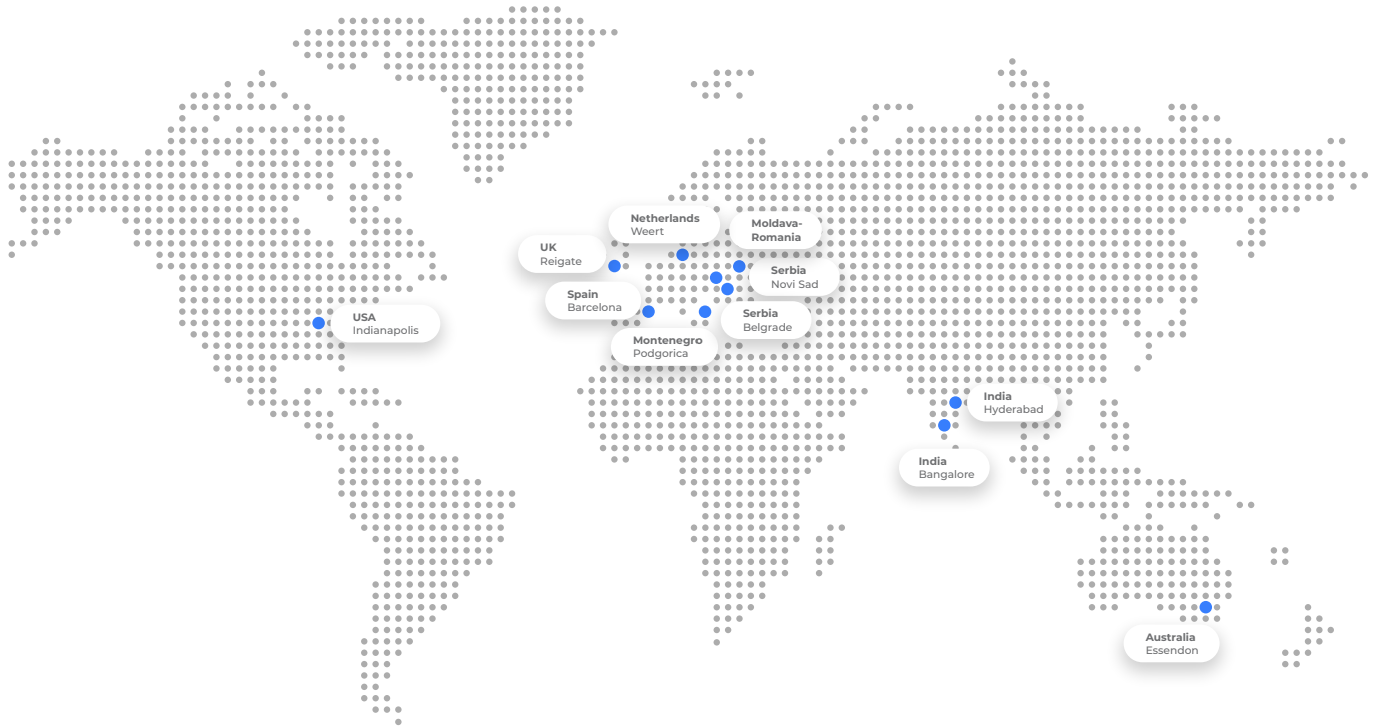 Netherlands
Weert
Moldava-
Romania
UK
Reigate
Serbia
Novi Sad
Spain
Barcelona
USA
Indianapolis
Serbia
Belgrade
Montenegro
Podgorica
India
Hyderabad
India
Bangalore
Australia
Essendon